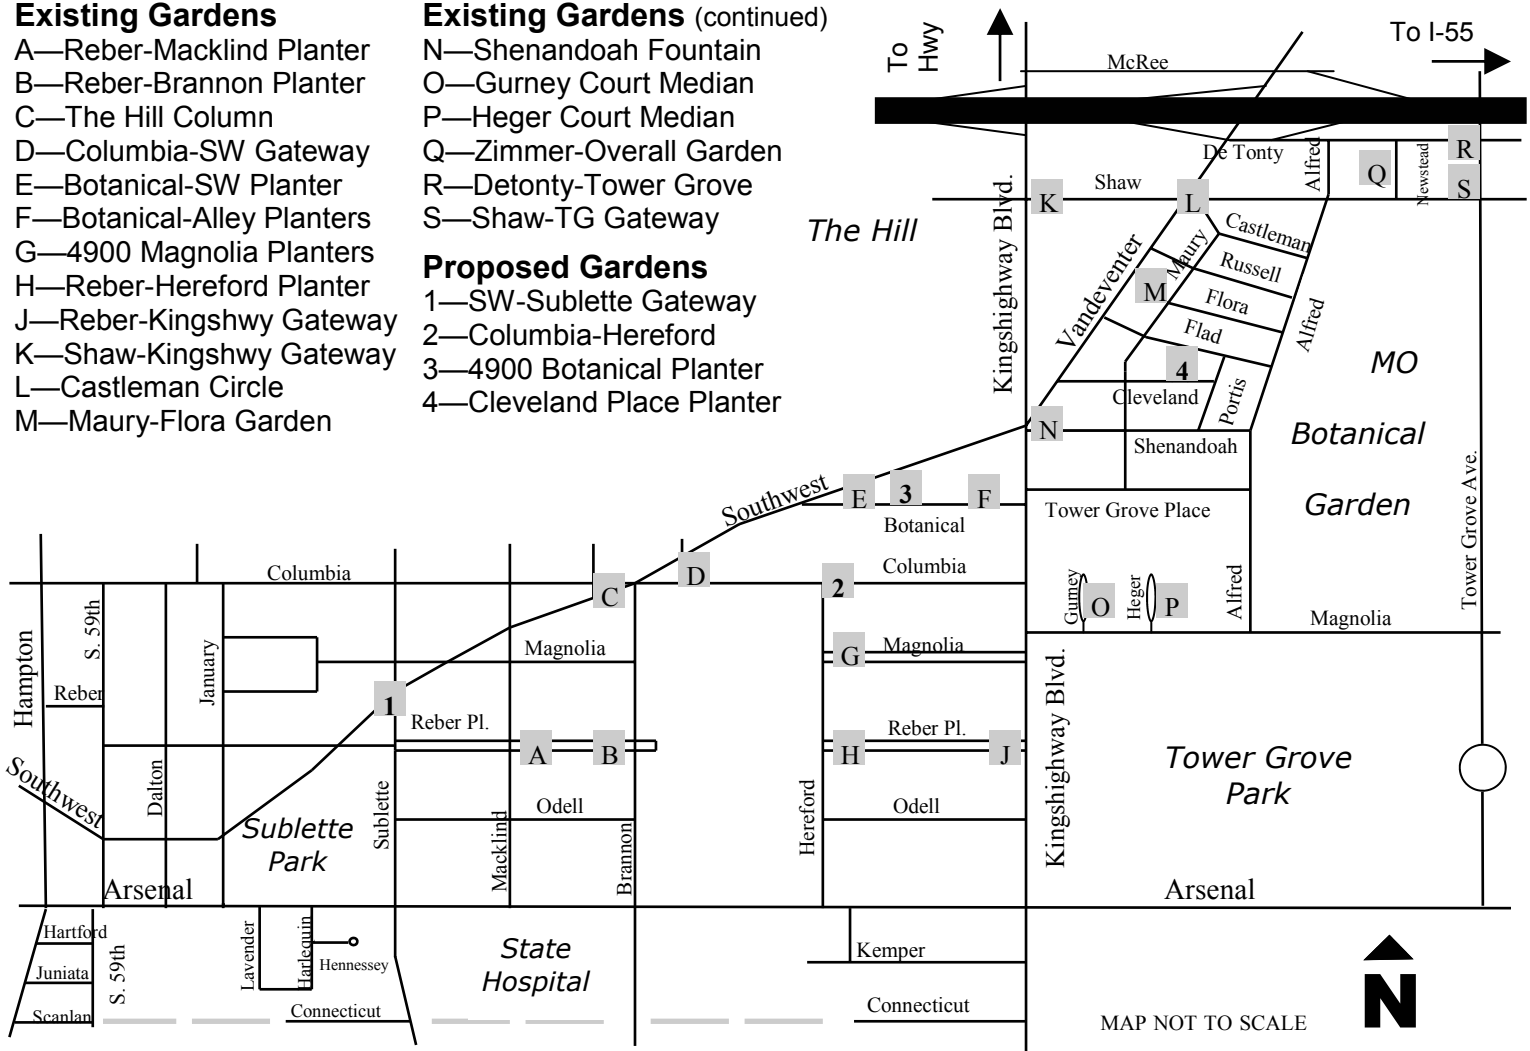 Existing Gardens
A—Reber-Macklind Planter
B—Reber-Brannon Planter
C—The Hill Column
D—Columbia-SW Gateway
E—Botanical-SW Planter
F—Botanical-Alley Planters
G—4900 Magnolia Planters
H—Reber-Hereford Planter
J—Reber-Kingshwy Gateway
K—Shaw-Kingshwy Gateway
L—Castleman Circle
M—Maury-Flora Garden
Existing Gardens (continued)
N—Shenandoah Fountain
O—Gurney Court Median
P—Heger Court Median
Q—Zimmer-Overall Garden
R—Detonty-Tower Grove
S—Shaw-TG Gateway
Proposed Gardens
1—SW-Sublette Gateway
2—Columbia-Hereford
3—4900 Botanical Planter
4—Cleveland Place Planter
To
Hwy
To I-55
McRee
De Tonty
Alfred
Q
Newstead
R
S
Kingshighway Blvd.
K
Shaw
L
The Hill
Castleman
Maury
Russell
Vandeventer
M
Flora
Flad
Alfred
4
Cleveland
Portis
MO
Botanical
Garden
N
Shenandoah
Tower Grove Ave.
Southwest
E
3
F
Botanical
Tower Grove Place
Columbia
C
D
2
Columbia
Gurney
O
Heger
P
Alfred
Magnolia
Hampton
S. 59th
January
Magnolia
G
Magnolia
Reber
1
Reber Pl.
A
B
Reber Pl.
H
J
Kingshighway Blvd.
Tower Grove
Park
Southwest
Dalton
Sublette
Park
Sublette
Odell
Macklind
Brannon
Hereford
Odell
Arsenal
Arsenal
Hartford
Juniata
Scanlan
S. 59th
Lavender
Harlequin
Hennessey
Connecticut
State
Hospital
Kemper
Connecticut
MAP NOT TO SCALE
N